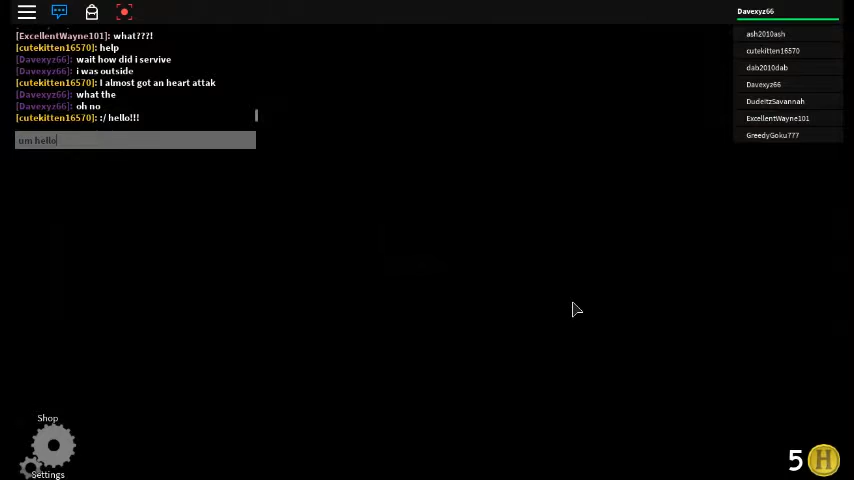 Davexyz66
[ExcellentWayne101]: what???!
[cutekitten16570]: help
[Davexyz66]: wait how did i servive
[Davexyz66]: i was outside
[cutekitten16570]: I almost got an heart attak
[Davexyz66]: what the
[Davexyz66]: oh no
[cutekitten16570]: :/ hello!!!
um hello
ash2010ash
cutekitten16570
dab2010dab
Davexyz66
DudeItzSavannah
ExcellentWayne101
GreedyGoku777
Shop
Settings
5 H